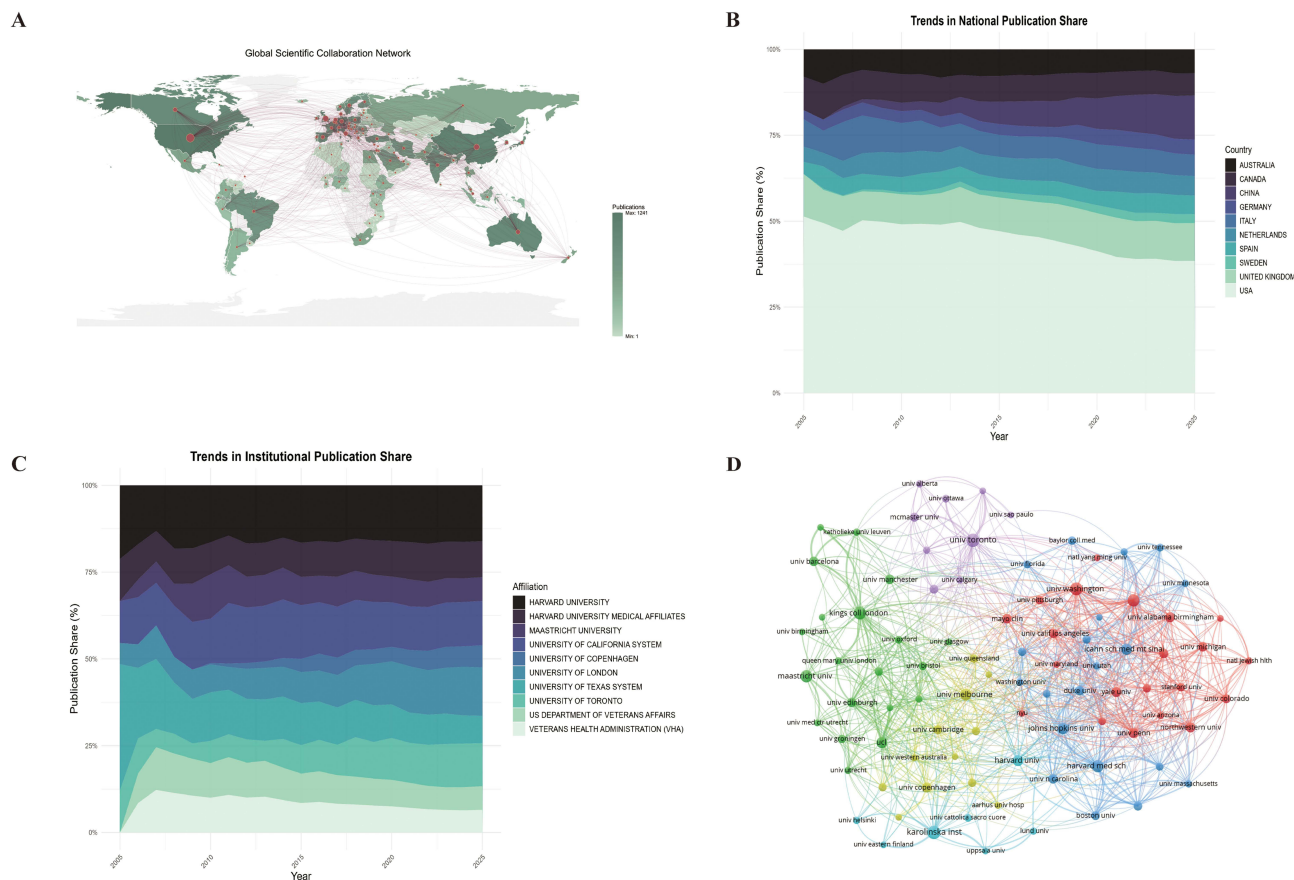 A
Global Scientific Collaboration Network
Publications
Max: 1241
Min: 1
B
Trends in National Publication Share
100%
75%
50%
25%
0%
Publication Share (%)
2005
2010
2015
2020
2025
Year
Country
AUSTRALIA
CANADA
CHINA
GERMANY
ITALY
NETHERLANDS
SPAIN
SWEDEN
UNITED KINGDOM
USA
C
Trends in Institutional Publication Share
100%
75%
50%
25%
0%
Publication Share (%)
2005
2010
2015
2020
2025
Year
Affiliation
HARVARD UNIVERSITY
HARVARD UNIVERSITY MEDICAL AFFILIATES
MAASTRICHT UNIVERSITY
UNIVERSITY OF CALIFORNIA SYSTEM
UNIVERSITY OF COPENHAGEN
UNIVERSITY OF LONDON
UNIVERSITY OF TEXAS SYSTEM
UNIVERSITY OF TORONTO
US DEPARTMENT OF VETERANS AFFAIRS
VETERANS HEALTH ADMINISTRATION (VHA)
D
univ alberta
univ ottawa
univ sao paulo
mcmaster univ
katholieke univ leuven
univ toronto
baylor coll med
univ tennessee
natl yang ming univ
univ barcelona
univ florida
univ manchester
univ calgary
univ minnesota
univ washington
univ pittsburgh
kings coll london
mayo clin
univ alabama birmingham
univ birmingham
univ oxford
univ glasgow
univ calif los angeles
icahn sch med mt sinai
univ michigan
queen mary univ london
univ bristol
univ queensland
univ maryland
univ utah
natl jewish hlth
maastricht univ
washington univ
duke univ
yale univ
stanford univ
univ colorado
univ edinburgh
univ melbourne
nyu
univ arizona
univ med ctr utrecht
univ cambridge
johns hopkins univ
univ penn
northwestern univ
univ groningen
ucl
univ western australia
harvard univ
harvard med sch
univ utrecht
univ n carolina
univ massachusetts
univ copenhagen
aarhus univ hosp
boston univ
univ helsinki
univ cattolica sacro cuore
karolinska inst
lund univ
univ eastern finland
uppsala univ